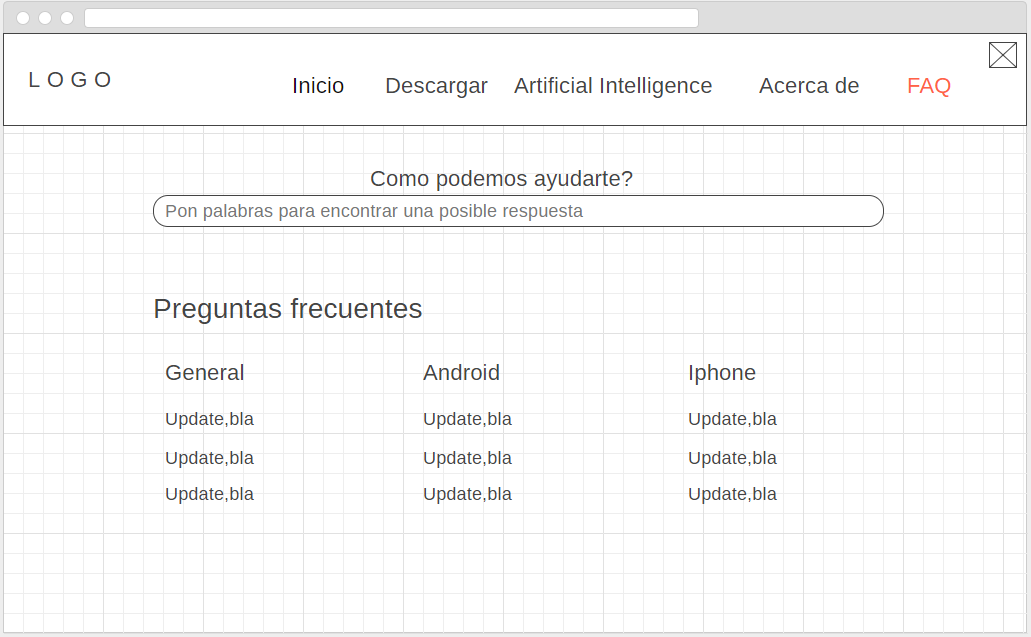 LOGO
Inicio Descargar Artificial Intelligence Acerca de FAQ
Como podemos ayudarte?
Pon palabras para encontrar una posible respuesta
Preguntas frecuentes
General Android Iphone
Update,bla Update,bla Update,bla
Update,bla Update,bla Update,bla
Update,bla Update,bla Update,bla